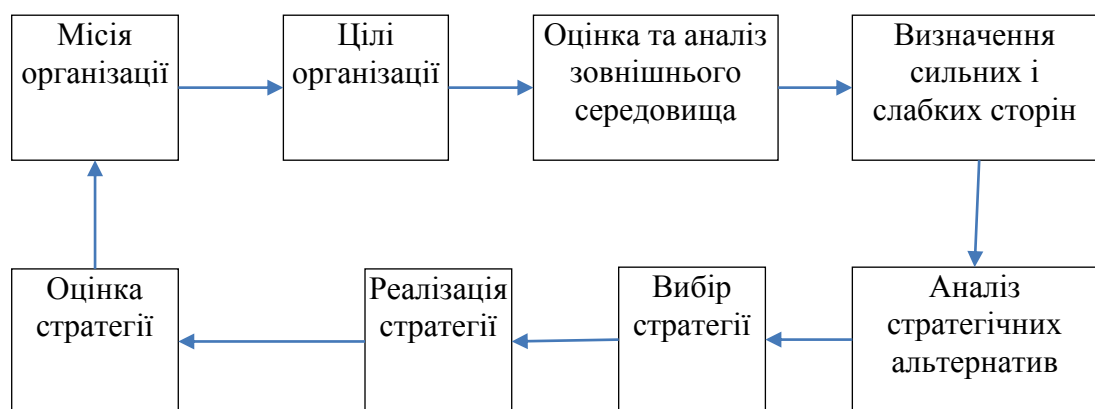 Місія
організації
Цілі
організації
Оцінка та аналіз
зовнішнього
середовища
Визначення
сильних і
слабких сторін
Оцінка
стратегії
Реалізація
стратегії
Вибір
стратегії
Аналіз
стратегічних
альтернатив